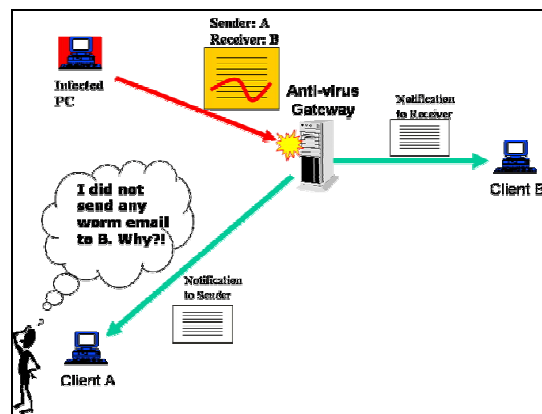 Sender: A
Receiver: B
Infected
PC
Anti-virus
Gateway
Notification
to Receiver
Client B
I did not
send any
worm email
to B. Why?!
Notification
to Sender
Client A